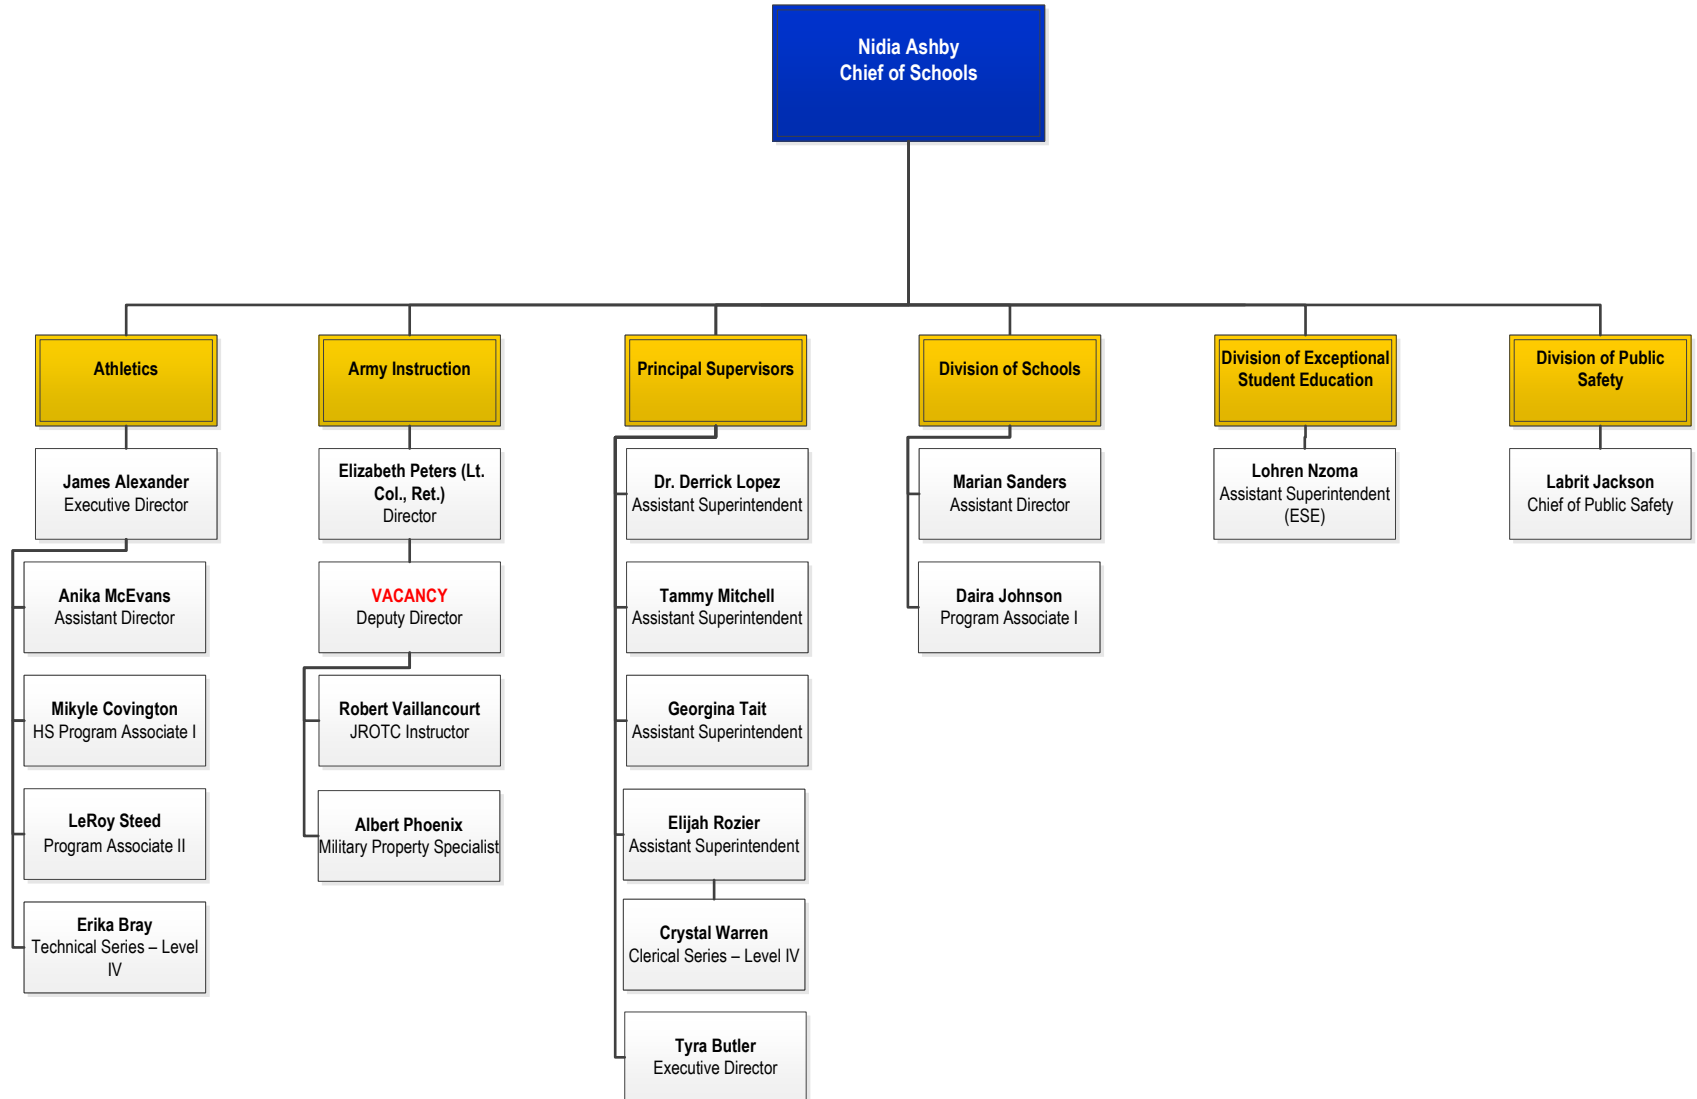 Nidia Ashby
Chief of Schools
Athletics
Army Instruction
Principal Supervisors
Division of Schools
Division of Exceptional
Student Education
Division of Public
Safety
James Alexander
Executive Director
Elizabeth Peters (Lt.
Col., Ret.)
Director
Dr. Derrick Lopez
Assistant Superintendent
Marian Sanders
Assistant Director
Lohren Nzoma
Assistant Superintendent
(ESE)
Labrit Jackson
Chief of Public Safety
Anika McEvans
Assistant Director
VACANCY
Deputy Director
Tammy Mitchell
Assistant Superintendent
Daira Johnson
Program Associate I
Mikyle Covington
HS Program Associate I
Robert Vaillancourt
JROTC Instructor
Georgina Tait
Assistant Superintendent
LeRoy Steed
Program Associate II
Albert Phoenix
Military Property Specialist
Elijah Rozier
Assistant Superintendent
Erika Bray
Technical Series – Level
IV
Crystal Warren
Clerical Series – Level IV
Tyra Butler
Executive Director